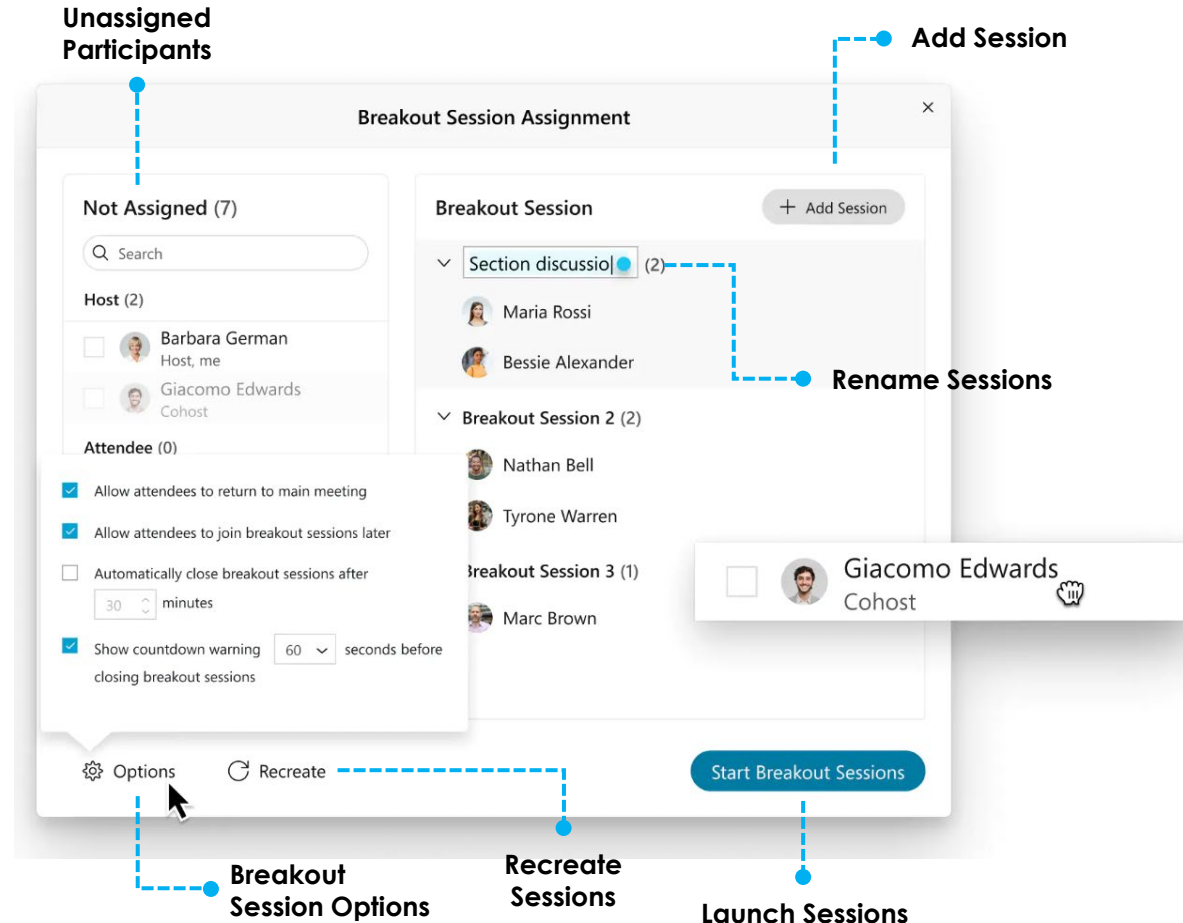 Unassigned
Participants
Add Session
Breakout Session Assignment
Not Assigned (7)
Search
Host (2)
Barbara German
Host, me
Giacomo Edwards
Cohost
Attendee (0)
Breakout Session
+ Add Session
Section discussio (2)
Maria Rossi
Bessie Alexander
Rename Sessions
Breakout Session 2 (2)
Nathan Bell
Tyrone Warren
Breakout Session 3 (1)
Marc Brown
Giacomo Edwards
Cohost
Allow attendees to return to main meeting
Allow attendees to join breakout sessions later
Automatically close breakout sessions after
30 minutes
Show countdown warning 60 seconds before
closing breakout sessions
Options
Recreate
Start Breakout Sessions
Breakout
Session Options
Recreate
Sessions
Launch Sessions